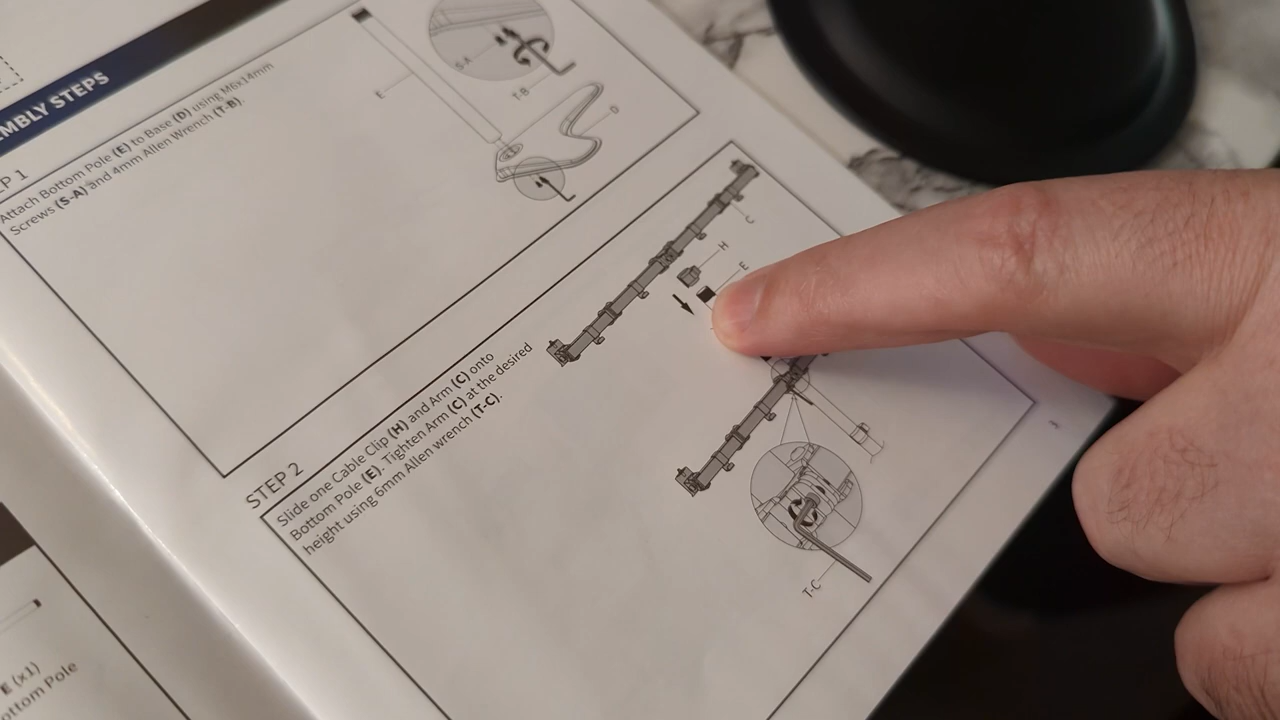 MBLY STEPS
EP 1
Attach Bottom Pole (E) to Base (D) using M6x14mm
Screws (S-A) and 4mm Allen Wrench (T-B).
E
S-A
T-B
D
STEP 2
Slide one Cable Clip (H) and Arm (C) onto
Bottom Pole (E). Tighten Arm (C) at the desired
height using 6mm Allen wrench (T-C).
C
H
E
T-C
E (x1)
ottom Pole